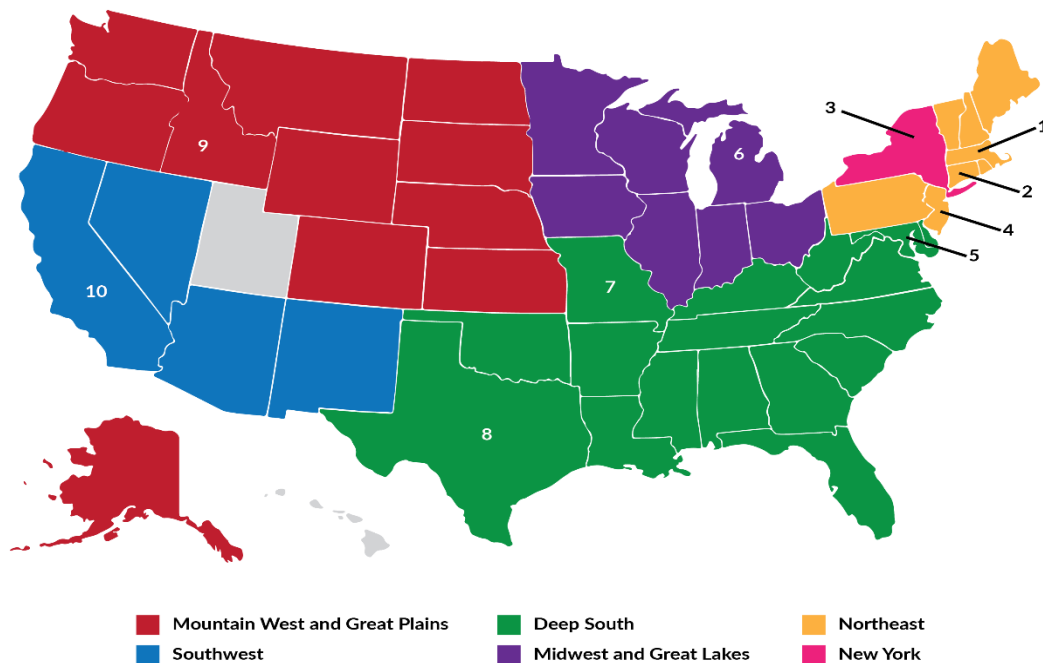 3
1
9
6
2
4
5
7
10
8
Mountain West and Great Plains
Deep South
Northeast
Southwest
Midwest and Great Lakes
New York